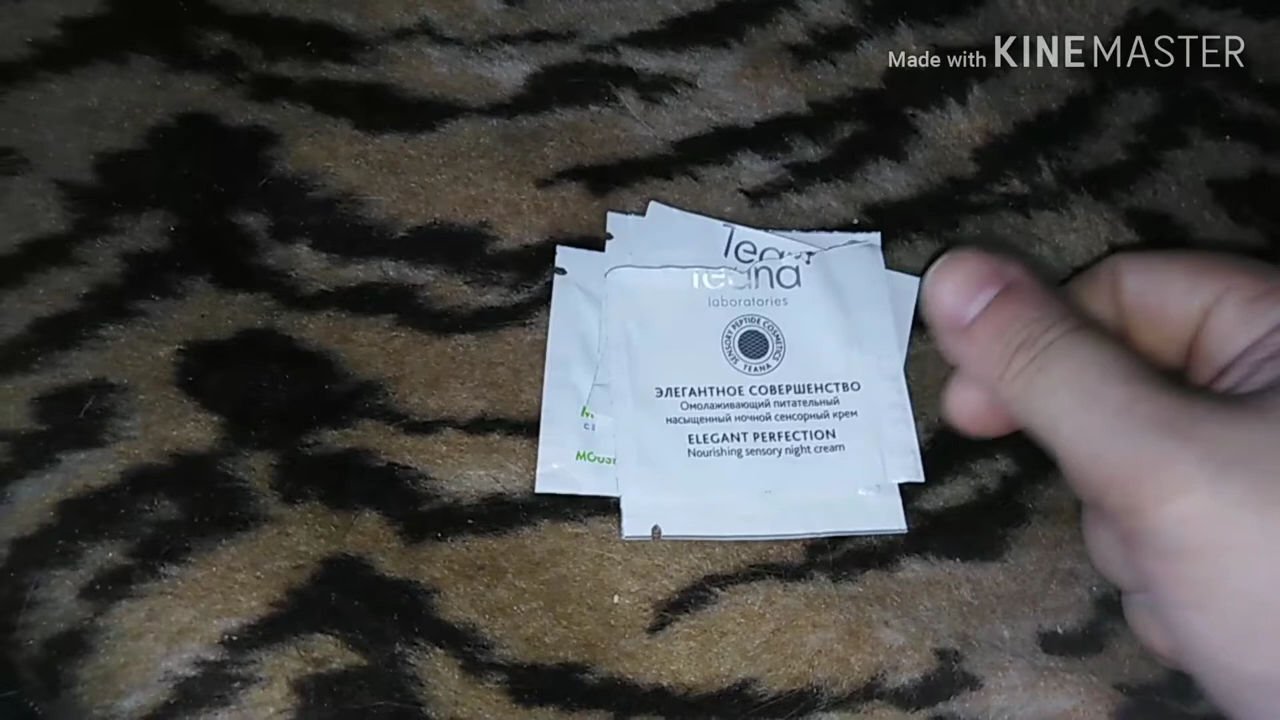 Made with KINEMASTER
Teana
laboratories
SENSORY PEPTIDE COSMETICS
TEANA
ЭЛЕГАНТНОЕ СОВЕРШЕНСТВО
Омолаживающий питательный
насыщенный ночной сенсорный крем
ELEGANT PERFECTION
Nourishing sensory night cream